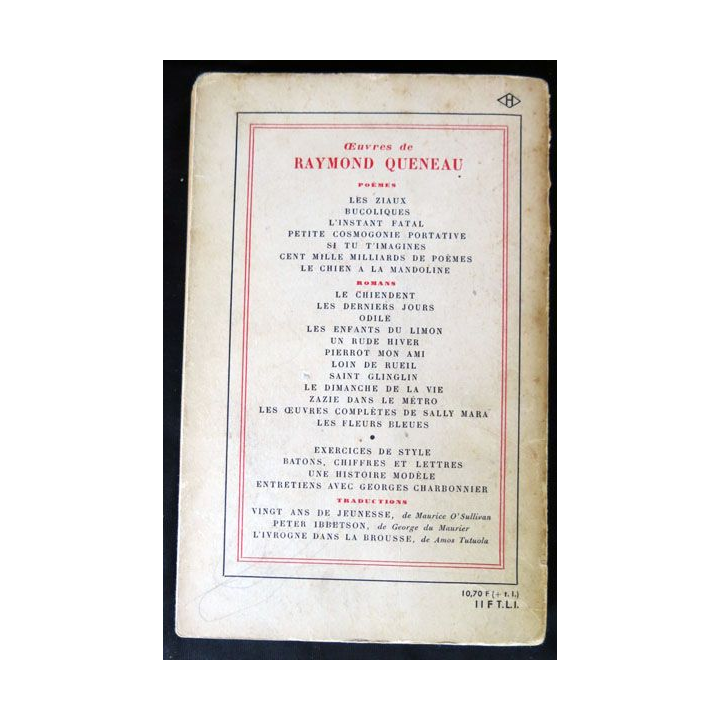 H
Œuvres de
RAYMOND QUENEAU
POÈMES
LES ZIAUX
BUCOLIQUES
L'INSTANT FATAL
PETITE COSMOGONIE PORTATIVE
SI TU T'IMAGINES
CENT MILLE MILLIARDS DE POÈMES
LE CHIEN A LA MANDOLINE
ROMANS
LE CHIENDENT
LES DERNIERS JOURS
ODILE
LES ENFANTS DU LIMON
UN RUDE HIVER
PIERROT MON AMI
LOIN DE RUEIL
SAINT GLINGLIN
LE DIMANCHE DE LA VIE
ZAZIE DANS LE MÉTRO
LES ŒUVRES COMPLÈTES DE SALLY MARA
LES FLEURS BLEUES
•
EXERCICES DE STYLE
BATONS, CHIFFRES ET LETTRES
UNE HISTOIRE MODÈLE
ENTRETIENS AVEC GEORGES CHARBONNIER
TRADUCTIONS
VINGT ANS DE JEUNESSE, de Maurice O'Sullivan
PETER IBBETSON, de George du Maurier
L'IVROGNE DANS LA BROUSSE, de Amos Tutuola
10,70 F (+ t. l.)
11 F T.L.I.